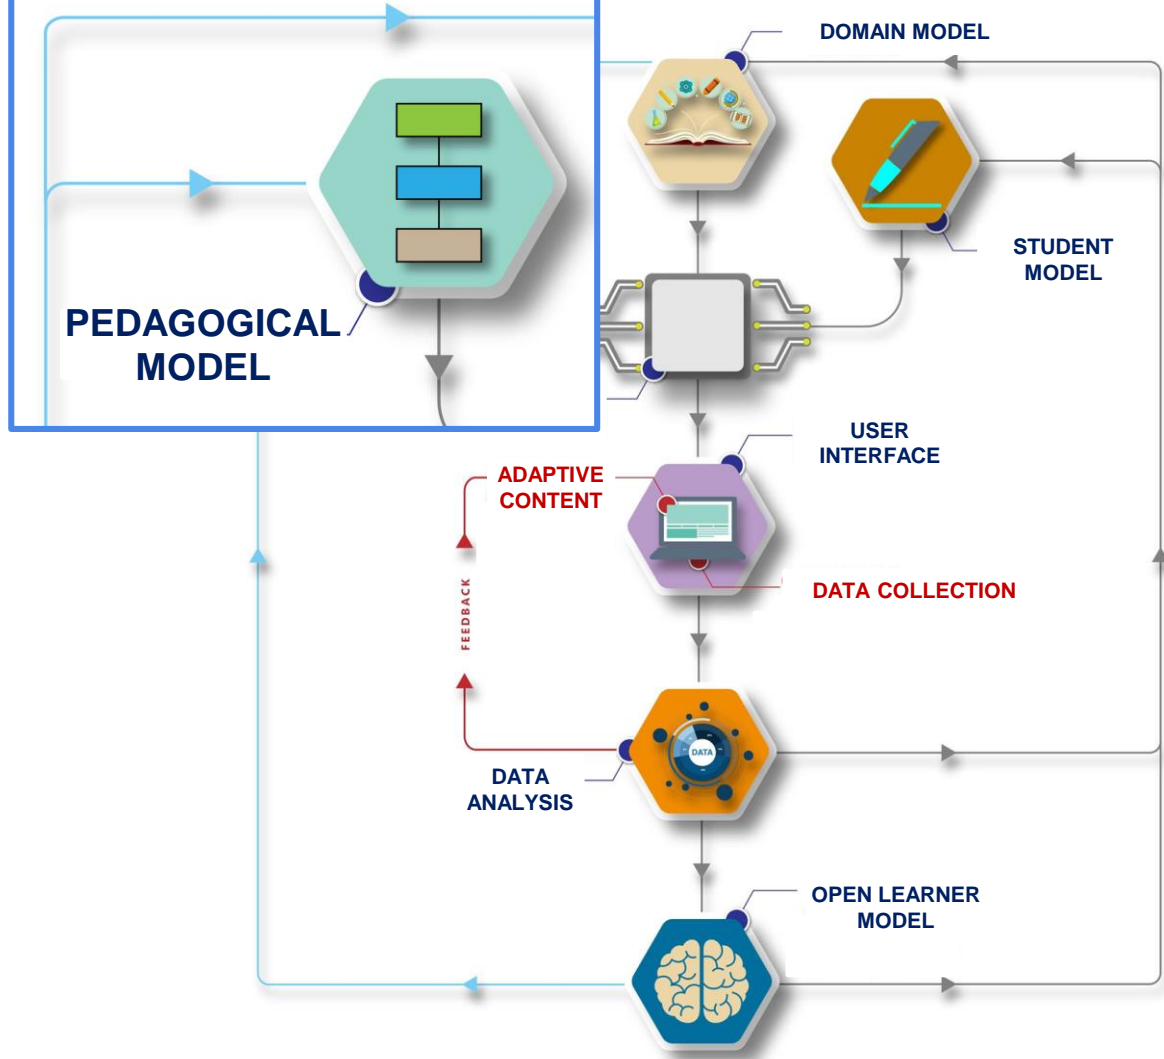 DOMAIN MODEL
STUDENT
MODEL
PEDAGOGICAL
MODEL
USER
INTERFACE
ADAPTIVE
CONTENT
FEEDBACK
DATA COLLECTION
DATA
DATA
ANALYSIS
OPEN LEARNER
MODEL